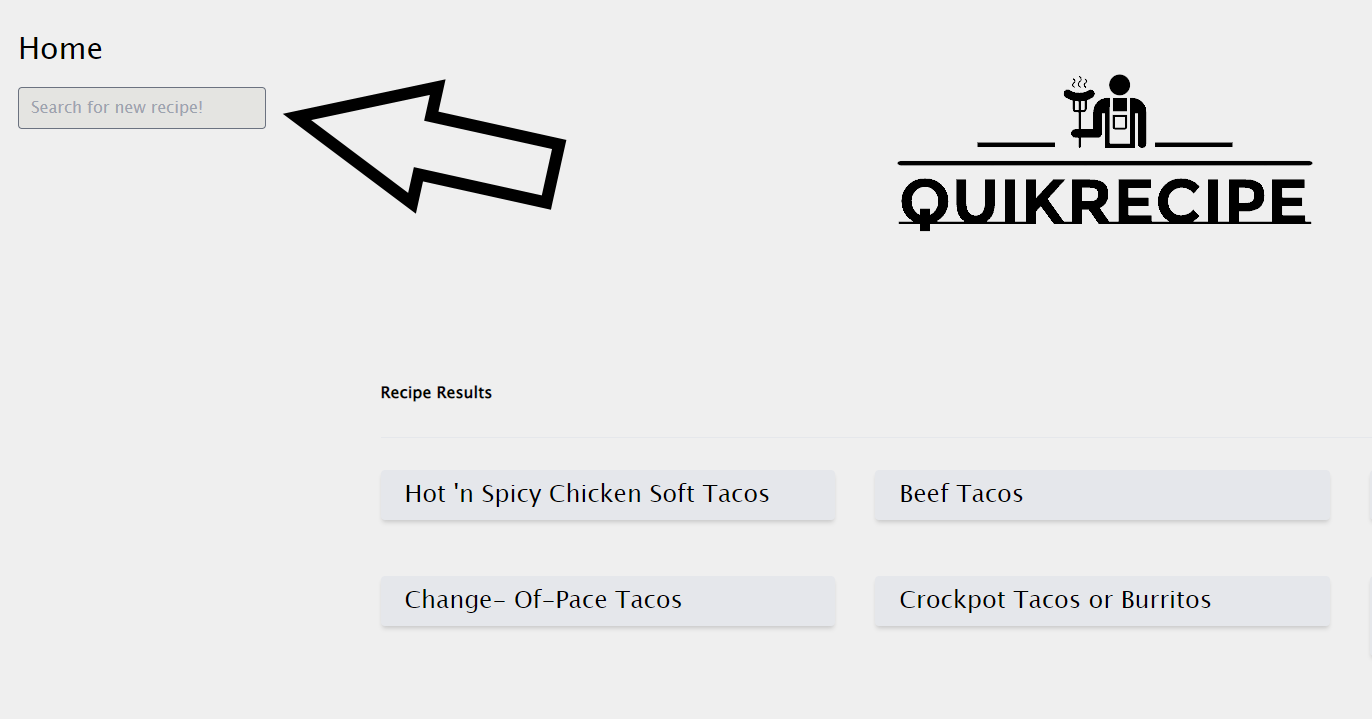 Home
Search for new recipe!
QUIKRECIPE
Recipe Results
Hot 'n Spicy Chicken Soft Tacos
Beef Tacos
Change- Of-Pace Tacos
Crockpot Tacos or Burritos